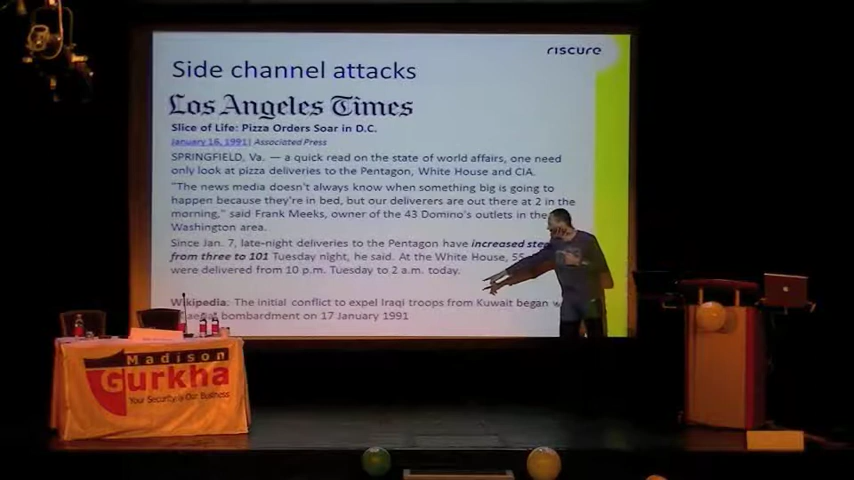 riscure
Side channel attacks
Los Angeles Times
Slice of Life: Pizza Orders Soar in D.C.
January 16, 1991| Associated Press
SPRINGFIELD, Va. — a quick read on the state of world affairs, one need
only look at pizza deliveries to the Pentagon, White House and CIA.
"The news media doesn't always know when something big is going to
happen because they're in bed, but our deliverers are out there at 2 in the
morning," said Frank Meeks, owner of the 43 Domino's outlets in the
Washington area.
Since Jan. 7, late-night deliveries to the Pentagon have increased
from three to 101 Tuesday night, he said. At the White House, 55
were delivered from 10 p.m. Tuesday to 2 a.m. today.
Wikipedia: The initial conflict to expel Iraqi troops from Kuwait began
bombardment on 17 January 1991
Madison
Gurkha
Your Security is Our Business